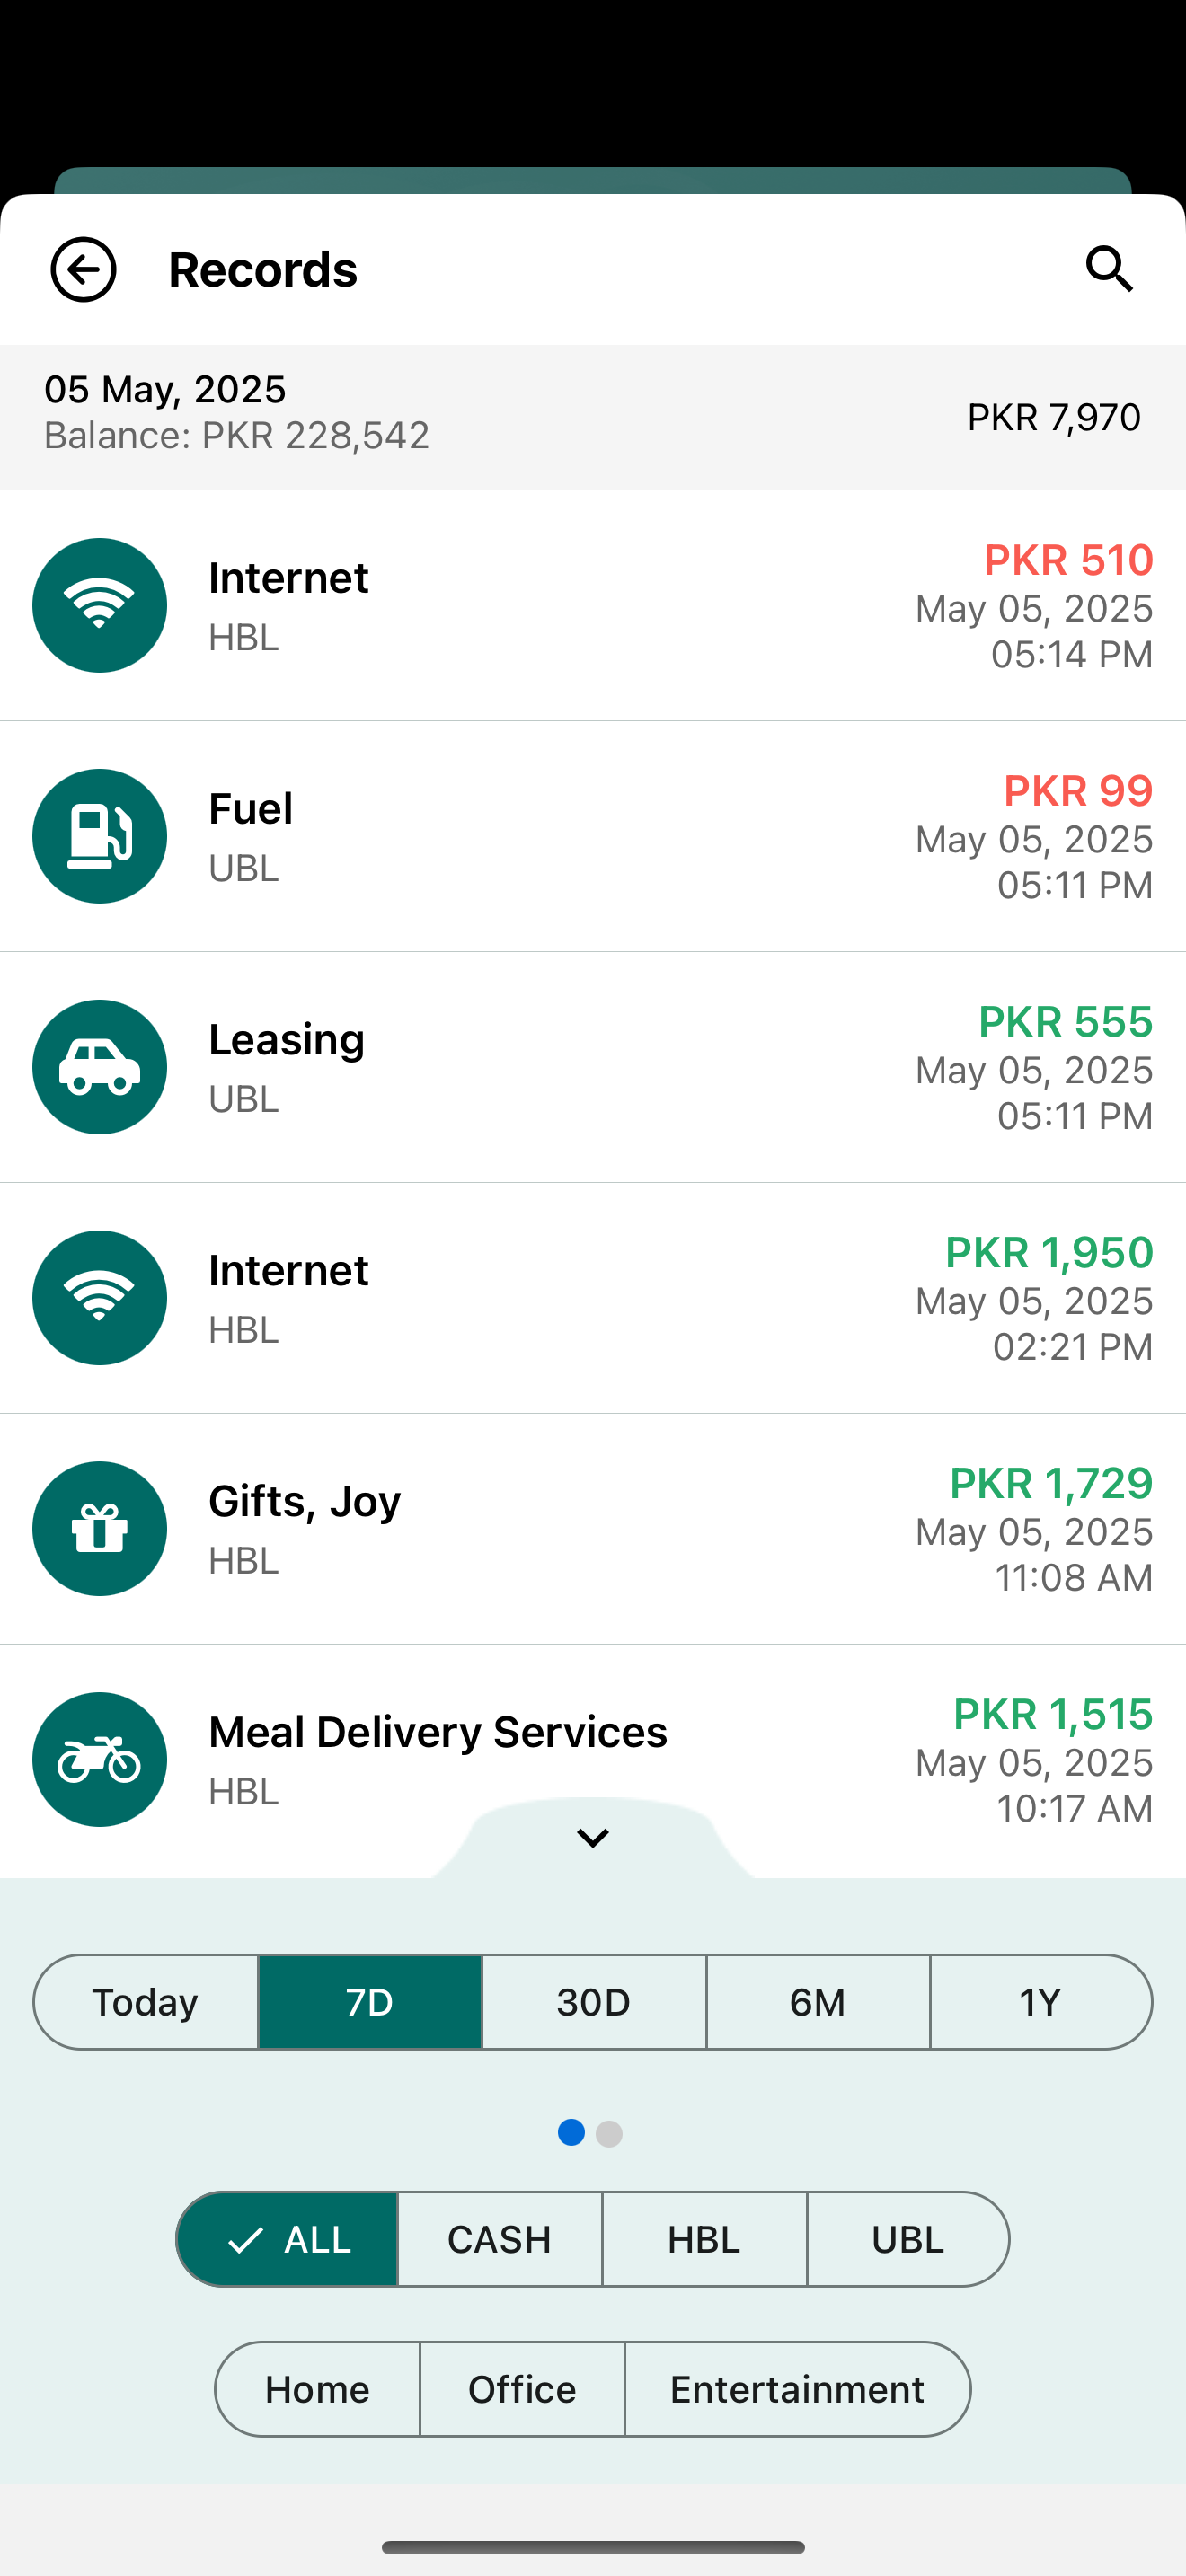 Records
05 May, 2025
Balance: PKR 228,542
PKR 7,970
Internet
HBL
PKR 510
May 05, 2025
05:14 PM
Fuel
UBL
PKR 99
May 05, 2025
05:11 PM
Leasing
UBL
PKR 555
May 05, 2025
05:11 PM
Internet
HBL
PKR 1,950
May 05, 2025
02:21 PM
Gifts, Joy
HBL
PKR 1,729
May 05, 2025
11:08 AM
Meal Delivery Services
HBL
PKR 1,515
May 05, 2025
10:17 AM
Today 7D 30D 6M 1Y
ALL CASH HBL UBL
Home Office Entertainment